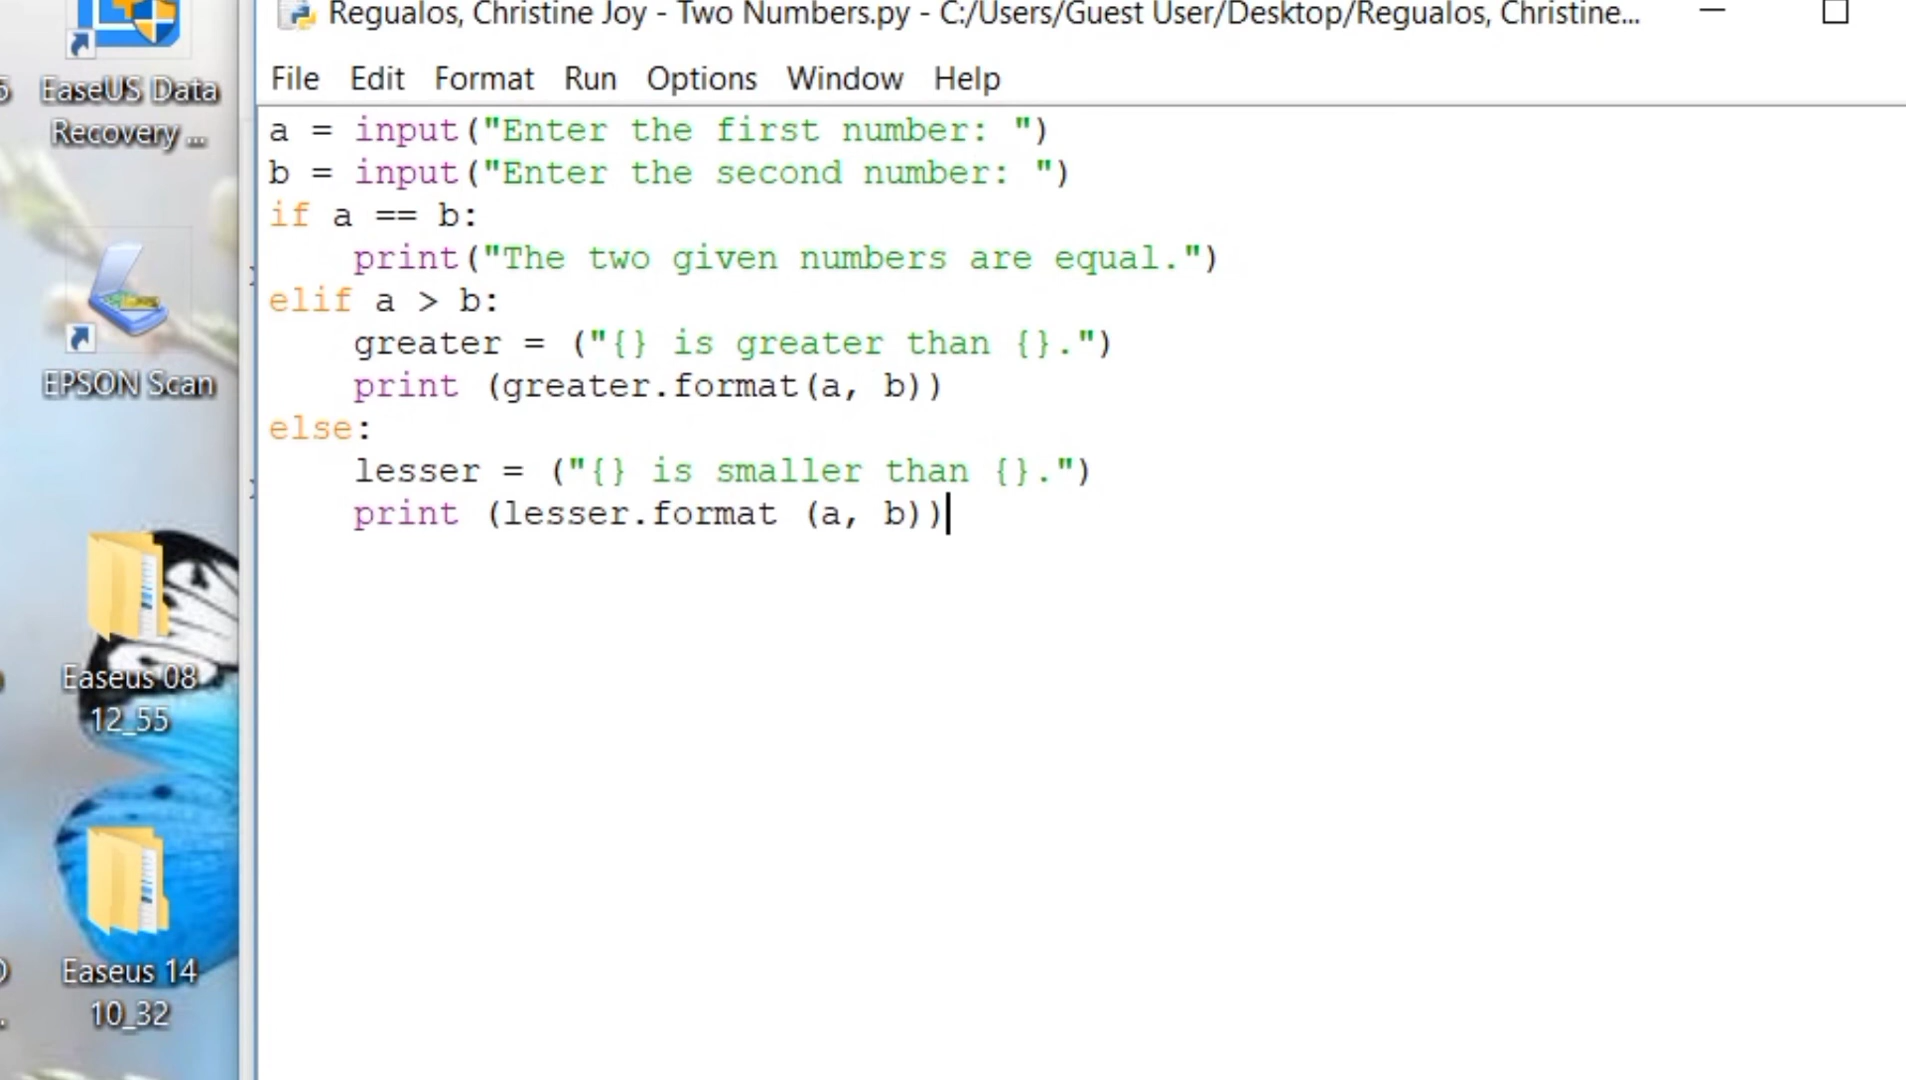 Regualos, Christine Joy - Two Numbers.py - C:/Users/Guest User/Desktop/Regualos, Christine...
File Edit Format Run Options Window Help
a = input("Enter the first number: ")
b = input("Enter the second number: ")
if a == b:
    print("The two given numbers are equal.")
elif a > b:
    greater = ("{} is greater than {}.")
    print (greater.format(a, b))
else:
    lesser = ("{} is smaller than {}.")
    print (lesser.format (a, b))
EaseUS Data
Recovery ...
EPSON Scan
Easeus 08
12_55
Easeus 14
10_32